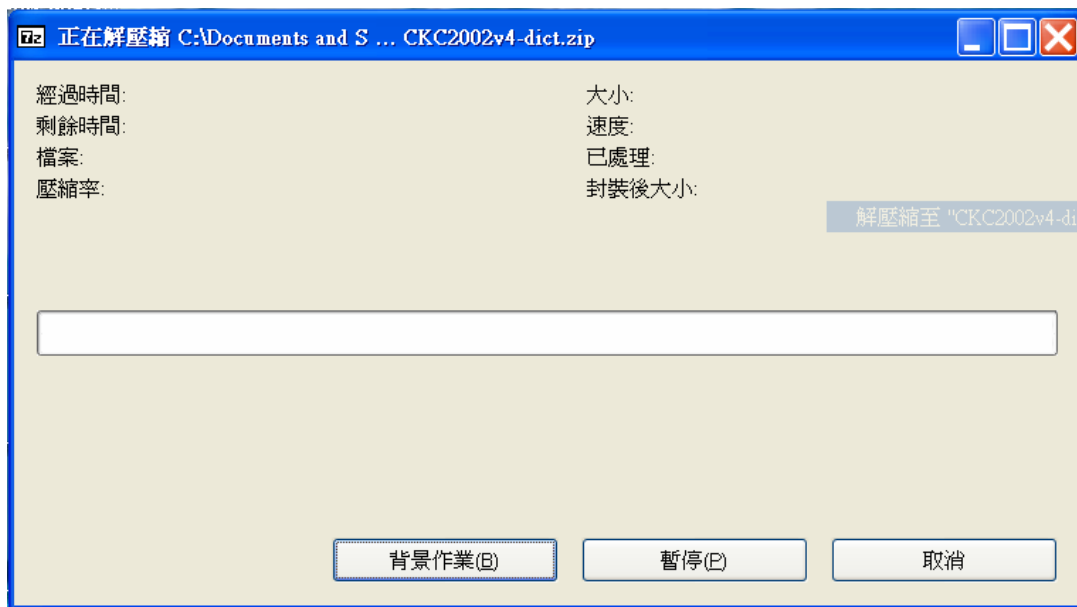 7z 正在解壓縮 C:\Documents and S ... CKC2002v4-dict.zip
經過時間: 大小:
剩餘時間: 速度:
檔案: 已處理:
壓縮率: 封裝後大小:
解壓縮至 "CKC2002v4-di
背景作業(B) 暫停(P) 取消